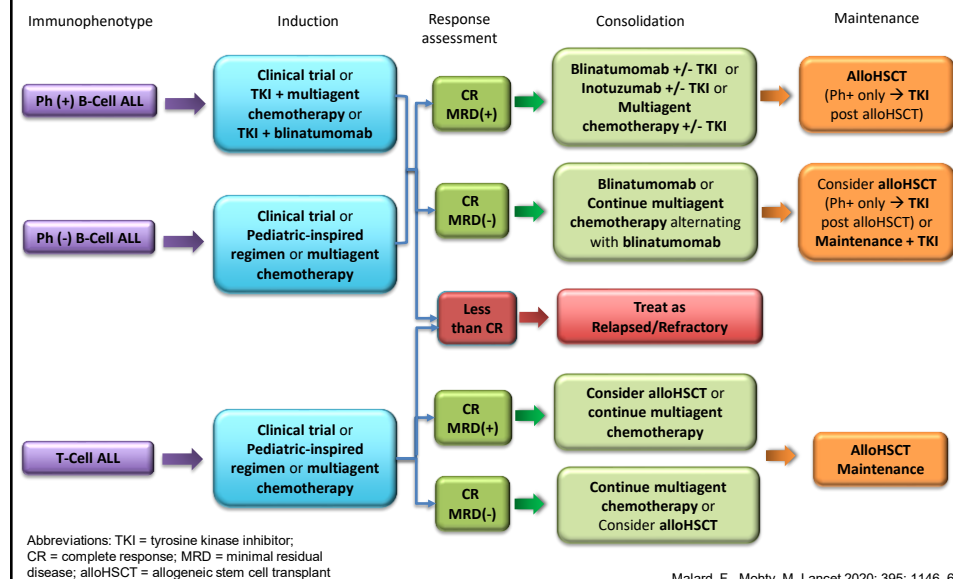 Immunophenotype
Induction
Response
assessment
Consolidation
Maintenance
Ph (+) B-Cell ALL
Clinical trial or
TKI + multiagent
chemotherapy or
TKI + blinatumomab
CR
MRD(+)
Blinatumomab +/- TKI or
Inotuzumab +/- TKI or
Multiagent
chemotherapy +/- TKI
AlloHSCT
(Ph+ only → TKI
post alloHSCT)
Ph (-) B-Cell ALL
Clinical trial or
Pediatric-inspired
regimen or multiagent
chemotherapy
CR
MRD(-)
Blinatumomab or
Continue multiagent
chemotherapy alternating
with blinatumomab
Consider alloHSCT
(Ph+ only → TKI
post alloHSCT) or
Maintenance + TKI
Less
than CR
Treat as
Relapsed/Refractory
T-Cell ALL
Clinical trial or
Pediatric-inspired
regimen or multiagent
chemotherapy
CR
MRD(+)
Consider alloHSCT or
continue multiagent
chemotherapy
CR
MRD(-)
Continue multiagent
chemotherapy or
Consider alloHSCT
AlloHSCT
Maintenance
Abbreviations: TKI = tyrosine kinase inhibitor;
CR = complete response; MRD = minimal residual
disease; alloHSCT = allogeneic stem cell transplant
Malard, F., Mohty, M. Lancet 2020; 395: 1146